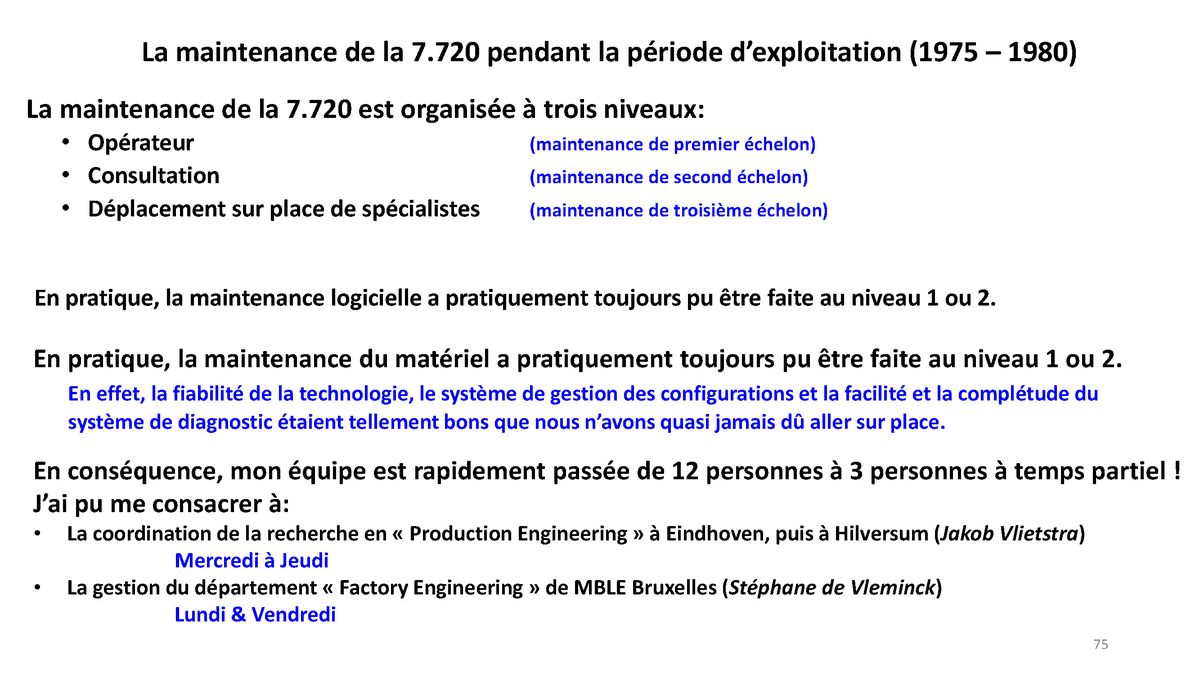 La maintenance de la 7.720 pendant la période d’exploitation (1975 – 1980)
La maintenance de la 7.720 est organisée à trois niveaux:
• Opérateur (maintenance de premier échelon)
• Consultation (maintenance de second échelon)
• Déplacement sur place de spécialistes (maintenance de troisième échelon)
En pratique, la maintenance logicielle a pratiquement toujours pu être faite au niveau 1 ou 2.
En pratique, la maintenance du matériel a pratiquement toujours pu être faite au niveau 1 ou 2.
En effet, la fiabilité de la technologie, le système de gestion des configurations et la facilité et la complétude du
système de diagnostic étaient tellement bons que nous n’avons quasi jamais dû aller sur place.
En conséquence, mon équipe est rapidement passée de 12 personnes à 3 personnes à temps partiel !
J’ai pu me consacrer à:
• La coordination de la recherche en « Production Engineering » à Eindhoven, puis à Hilversum (Jakob Vlietstra)
Mercredi à Jeudi
• La gestion du département « Factory Engineering » de MBLE Bruxelles (Stéphane de Vleminck)
Lundi & Vendredi
75